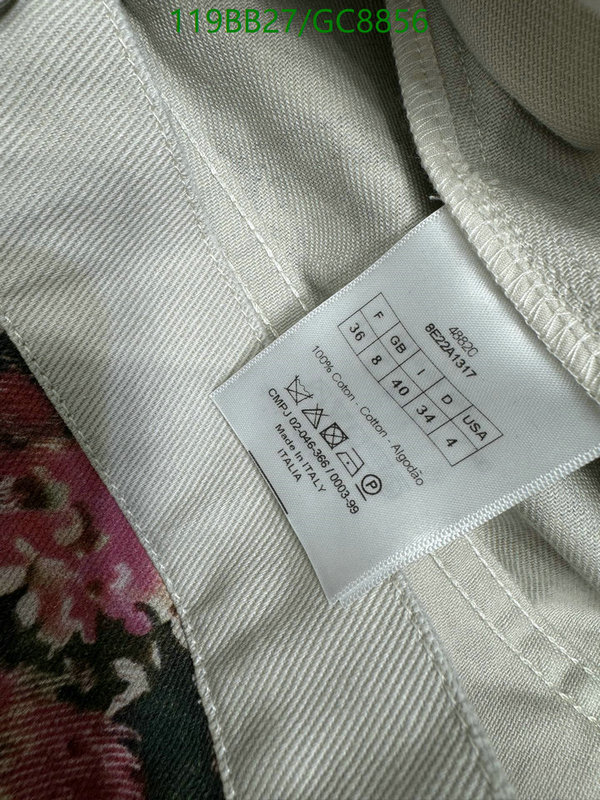 119BB27/GC8856
48820
8E22A1317
F GB I D USA
36 8 40 34 4
100% Coton - Cotton - Algodão
P
CMPJ 02-046-366 / 0003-99
Made In ITALY
ITALIA